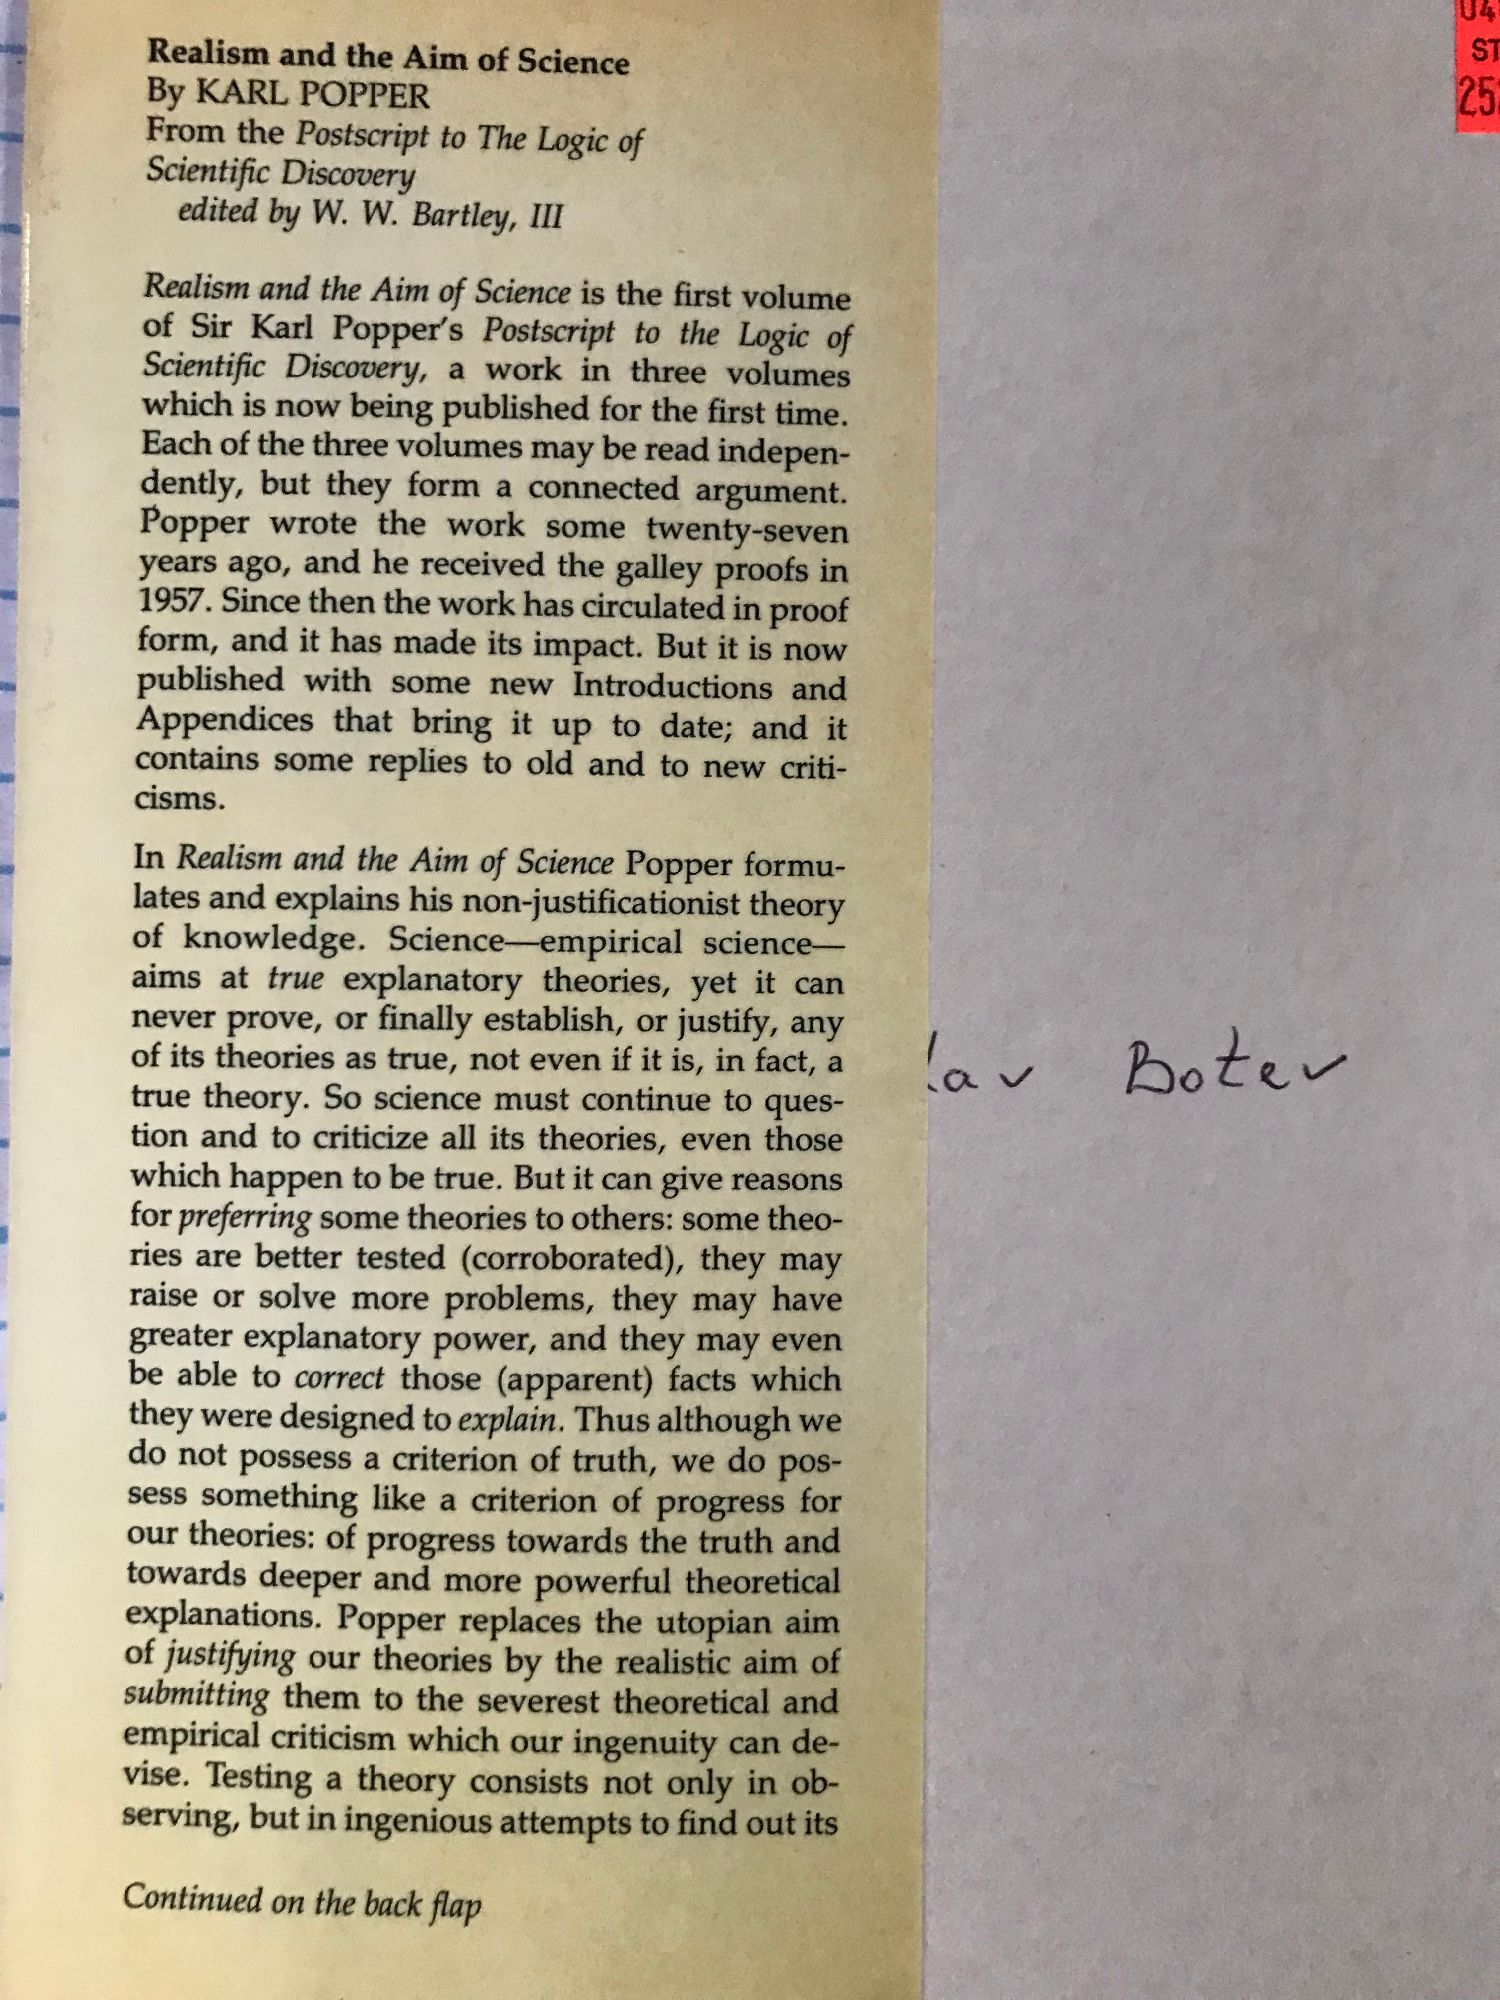 Realism and the Aim of Science
By KARL POPPER
From the Postscript to The Logic of
Scientific Discovery
edited by W. W. Bartley, III
Realism and the Aim of Science is the first volume
of Sir Karl Popper's Postscript to the Logic of
Scientific Discovery, a work in three volumes
which is now being published for the first time.
Each of the three volumes may be read indepen-
dently, but they form a connected argument.
Popper wrote the work some twenty-seven
years ago, and he received the galley proofs in
1957. Since then the work has circulated in proof
form, and it has made its impact. But it is now
published with some new Introductions and
Appendices that bring it up to date; and it
contains some replies to old and to new criti-
cisms.
In Realism and the Aim of Science Popper formu-
lates and explains his non-justificationist theory
of knowledge. Science—empirical science—
aims at true explanatory theories, yet it can
never prove, or finally establish, or justify, any
of its theories as true, not even if it is, in fact, a
true theory. So science must continue to ques-
tion and to criticize all its theories, even those
which happen to be true. But it can give reasons
for preferring some theories to others: some theo-
ries are better tested (corroborated), they may
raise or solve more problems, they may have
greater explanatory power, and they may even
be able to correct those (apparent) facts which
they were designed to explain. Thus although we
do not possess a criterion of truth, we do pos-
sess something like a criterion of progress for
our theories: of progress towards the truth and
towards deeper and more powerful theoretical
explanations. Popper replaces the utopian aim
of justifying our theories by the realistic aim of
submitting them to the severest theoretical and
empirical criticism which our ingenuity can de-
vise. Testing a theory consists not only in ob-
serving, but in ingenious attempts to find out its
Continued on the back flap
lav Botev
04
ST
25